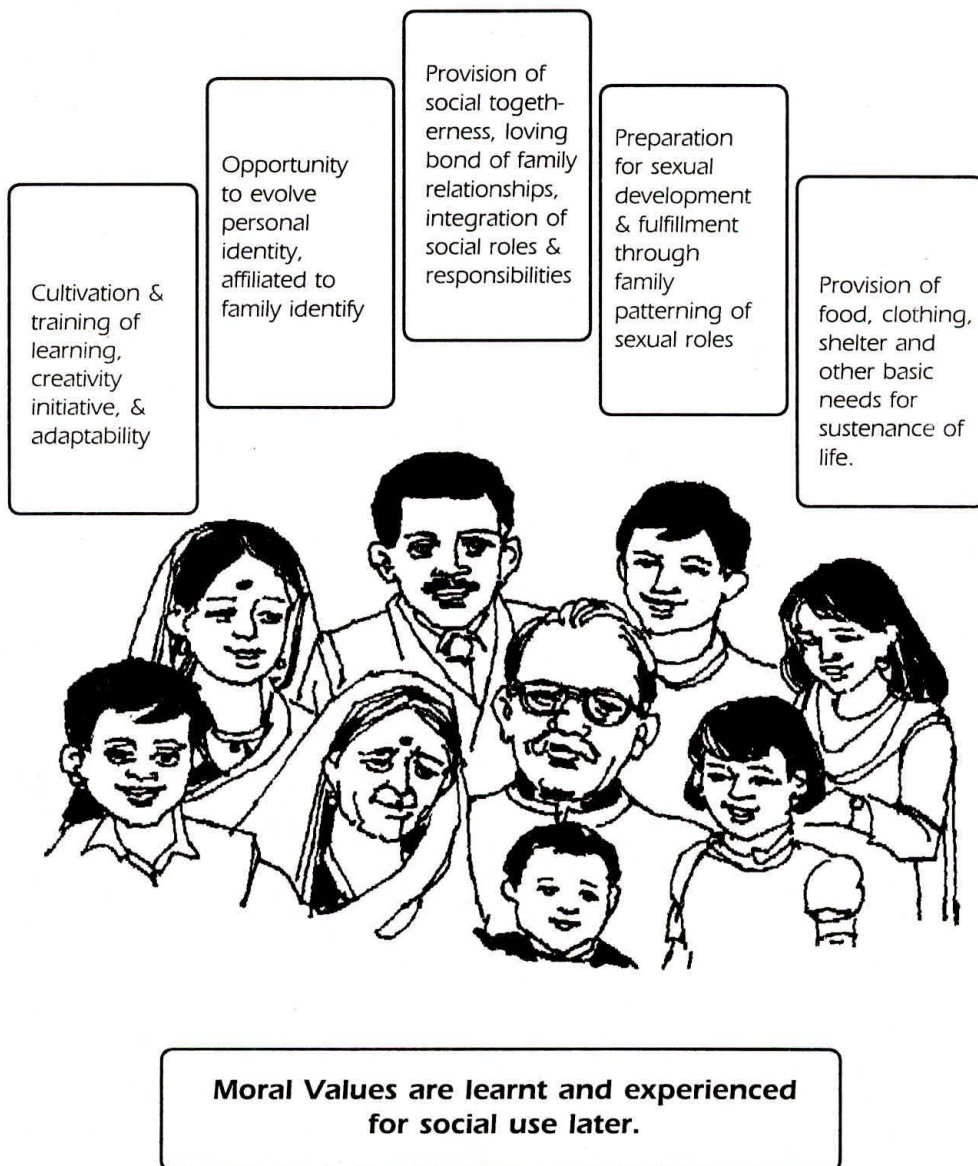 Cultivation &
training of
learning,
creativity
initiative, &
adaptability
Opportunity
to evolve
personal
identity,
affiliated to
family identify
Provision of
social togeth-
erness, loving
bond of family
relationships,
integration of
social roles &
responsibilities
Preparation
for sexual
development
& fulfillment
through
family
patterning of
sexual roles
Provision of
food, clothing,
shelter and
other basic
needs for
sustenance of
life.
Moral Values are learnt and experienced
for social use later.